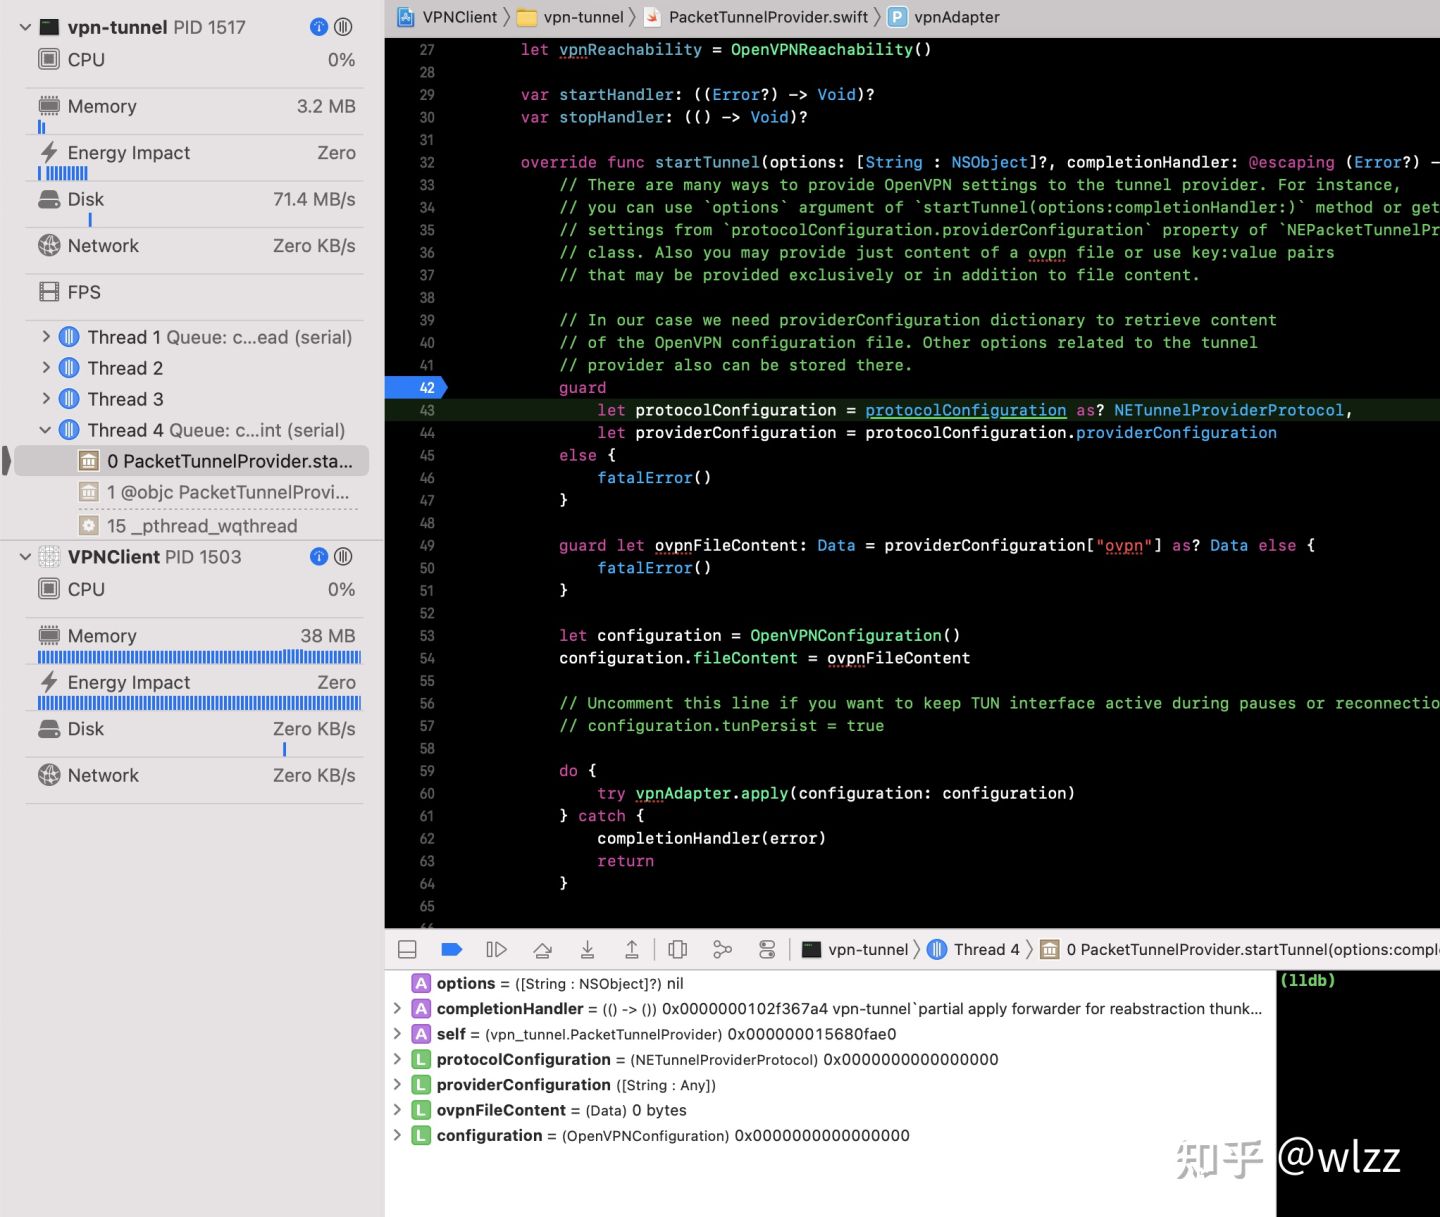 vpn-tunnel PID 1517
CPU 0%
Memory 3.2 MB
Energy Impact Zero
Disk 71.4 MB/s
Network Zero KB/s
FPS
Thread 1 Queue: c...ead (serial)
Thread 2
Thread 3
Thread 4 Queue: c...int (serial)
0 PacketTunnelProvider.sta...
1 @objc PacketTunnelProvi...
15 _pthread_wqthread
VPNClient PID 1503
CPU 0%
Memory 38 MB
Energy Impact Zero
Disk Zero KB/s
Network Zero KB/s
VPNClient vpn-tunnel PacketTunnelProvider.swift P vpnAdapter
27 let vpnReachability = OpenVPNReachability()
28
29 var startHandler: ((Error?) -> Void)?
30 var stopHandler: (() -> Void)?
31
32 override func startTunnel(options: [String : NSObject]?, completionHandler: @escaping (Error?) -
33 // There are many ways to provide OpenVPN settings to the tunnel provider. For instance,
34 // you can use `options` argument of `startTunnel(options:completionHandler:)` method or get
35 // settings from `protocolConfiguration.providerConfiguration` property of `NEPacketTunnelPr
36 // class. Also you may provide just content of a ovpn file or use key:value pairs
37 // that may be provided exclusively or in addition to file content.
38
39 // In our case we need providerConfiguration dictionary to retrieve content
40 // of the OpenVPN configuration file. Other options related to the tunnel
41 // provider also can be stored there.
42 guard
43 let protocolConfiguration = protocolConfiguration as? NETunnelProviderProtocol,
44 let providerConfiguration = protocolConfiguration.providerConfiguration
45 else {
46 fatalError()
47 }
48
49 guard let ovpnFileContent: Data = providerConfiguration["ovpn"] as? Data else {
50 fatalError()
51 }
52
53 let configuration = OpenVPNConfiguration()
54 configuration.fileContent = ovpnFileContent
55
56 // Uncomment this line if you want to keep TUN interface active during pauses or reconnectio
57 // configuration.tunPersist = true
58
59 do {
60 try vpnAdapter.apply(configuration: configuration)
61 } catch {
62 completionHandler(error)
63 return
64 }
65
66
vpn-tunnel Thread 4 0 PacketTunnelProvider.startTunnel(options:compl
A options = ([String : NSObject]?) nil
A completionHandler = (() -> ()) 0x0000000102f367a4 vpn-tunnel`partial apply forwarder for reabstraction thunk...
A self = (vpn_tunnel.PacketTunnelProvider) 0x000000015680fae0
L protocolConfiguration = (NETunnelProviderProtocol) 0x0000000000000000
L providerConfiguration ([String : Any])
L ovpnFileContent = (Data) 0 bytes
L configuration = (OpenVPNConfiguration) 0x0000000000000000
(lldb)
知乎 @wlzz